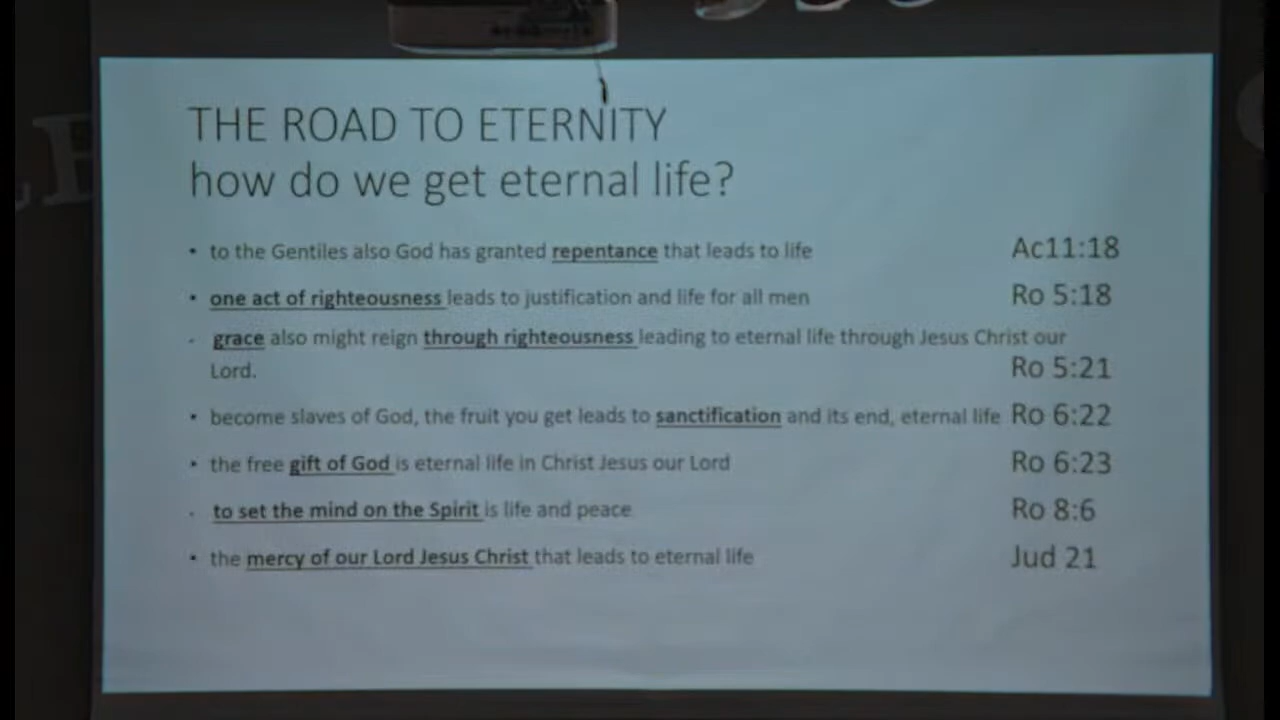 THE ROAD TO ETERNITY
how do we get eternal life?
• to the Gentiles also God has granted repentance that leads to life Ac11:18
• one act of righteousness leads to justification and life for all men Ro 5:18
• grace also might reign through righteousness leading to eternal life through Jesus Christ our
Lord. Ro 5:21
• become slaves of God, the fruit you get leads to sanctification and its end, eternal life Ro 6:22
• the free gift of God is eternal life in Christ Jesus our Lord Ro 6:23
• to set the mind on the Spirit is life and peace Ro 8:6
• the mercy of our Lord Jesus Christ that leads to eternal life Jud 21